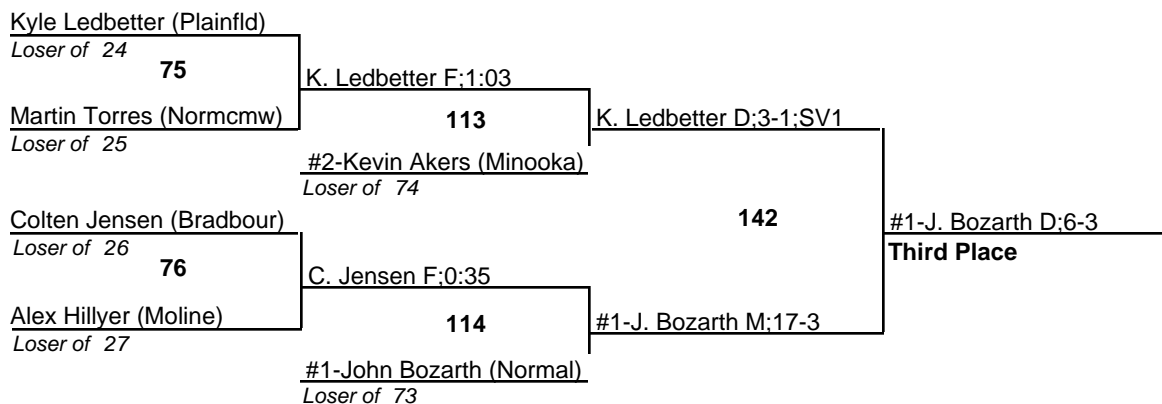 Kyle Ledbetter (Plainfld)
Loser of 24
75
K. Ledbetter F;1:03
Martin Torres (Normcmw)
Loser of 25
113
K. Ledbetter D;3-1;SV1
#2-Kevin Akers (Minooka)
Loser of 74
Colten Jensen (Bradbour)
Loser of 26
142
#1-J. Bozarth D;6-3
Third Place
76
C. Jensen F;0:35
Alex Hillyer (Moline)
Loser of 27
114
#1-J. Bozarth M;17-3
#1-John Bozarth (Normal)
Loser of 73